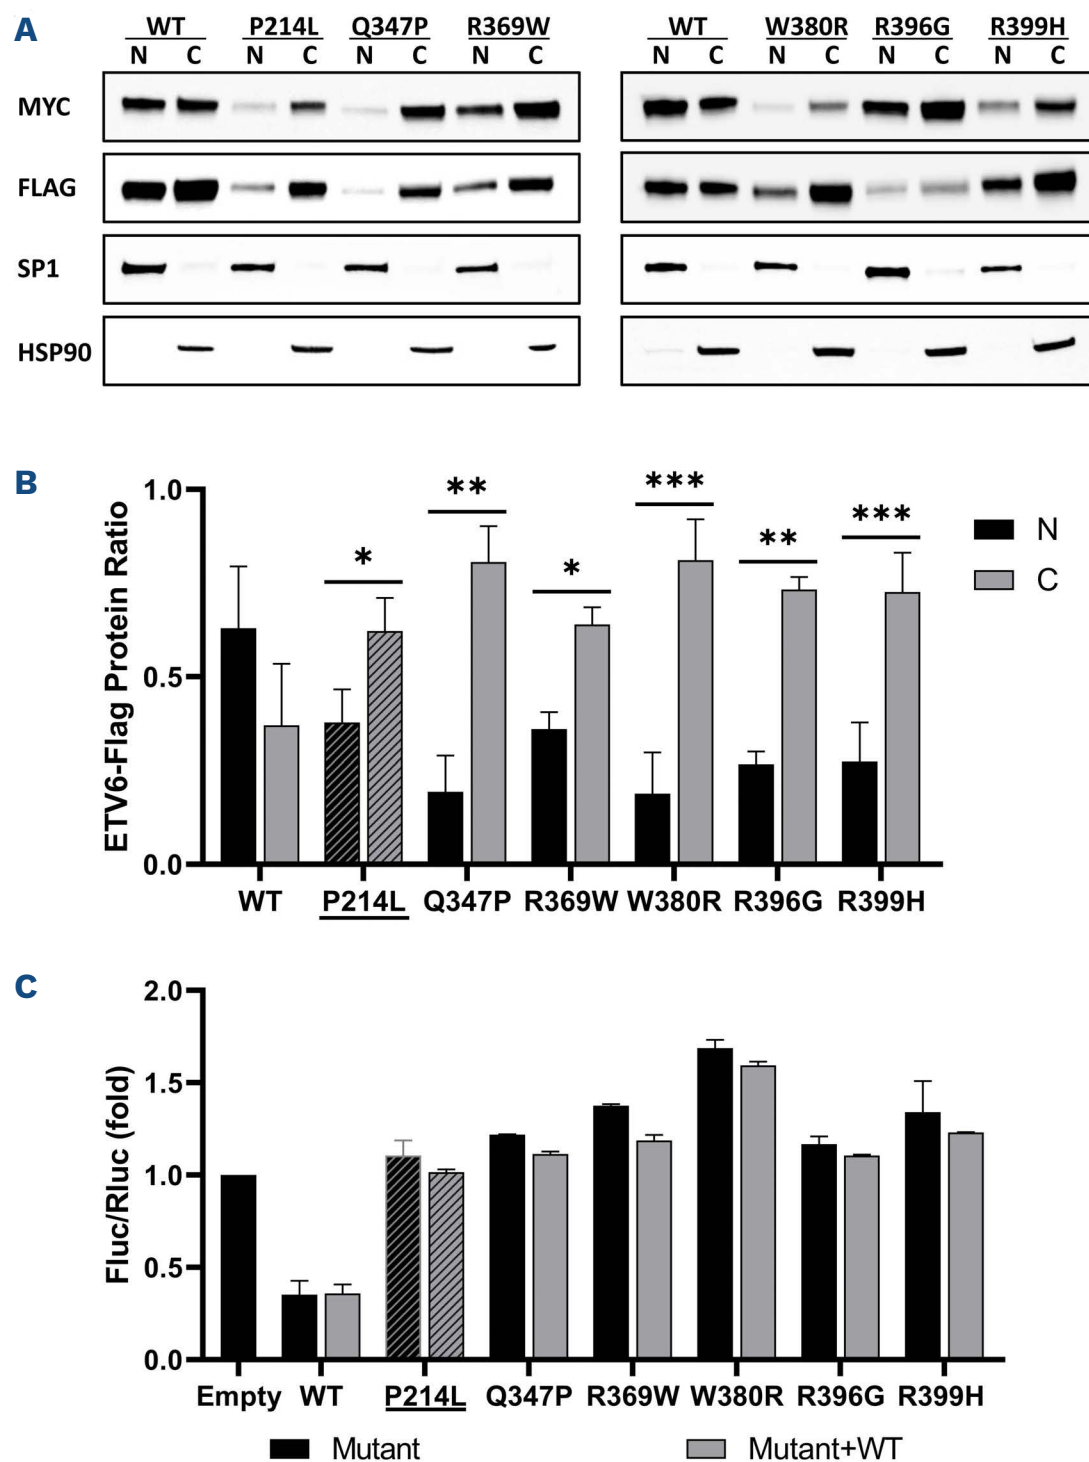 A
WT P214L Q347P R369W WT W380R R396G R399H
N C N C N C N C N C N C N C N C
MYC
FLAG
SP1
HSP90
B
ETV6-Flag Protein Ratio
1.0
0.5
0.0
** *** * * ** ***
N
C
WT P214L Q347P R369W W380R R396G R399H
C
Fluc/Rluc (fold)
2.0
1.5
1.0
0.5
0.0
Empty WT P214L Q347P R369W W380R R396G R399H
Mutant Mutant+WT